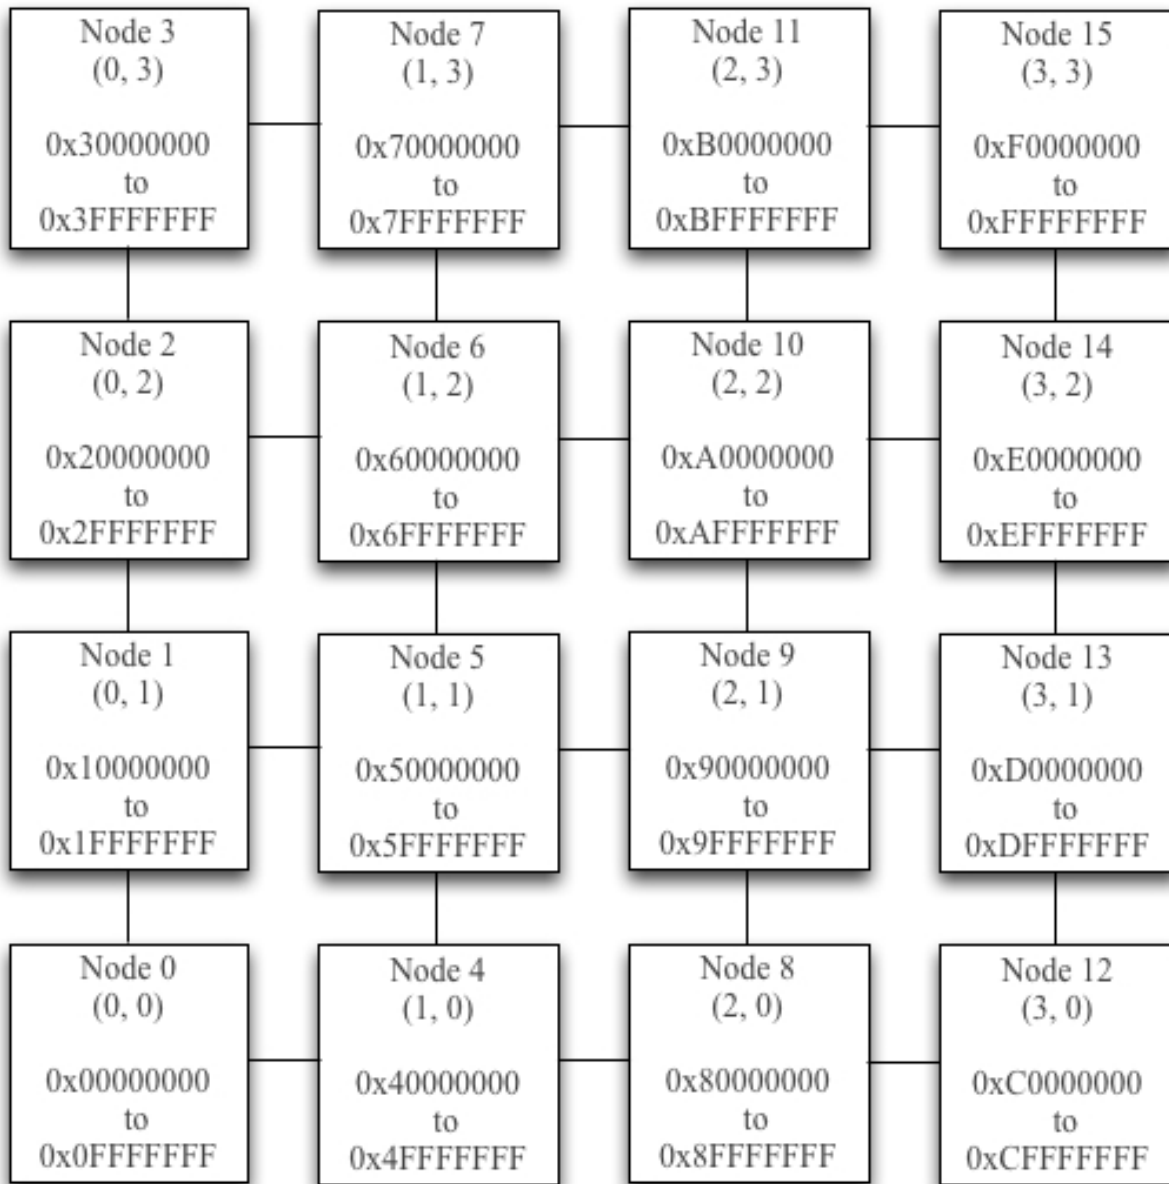 Node 3
(0, 3)
0x30000000
to
0x3FFFFFFF
Node 7
(1, 3)
0x70000000
to
0x7FFFFFFF
Node 11
(2, 3)
0xB0000000
to
0xBFFFFFFF
Node 15
(3, 3)
0xF0000000
to
0xFFFFFFFF
Node 2
(0, 2)
0x20000000
to
0x2FFFFFFF
Node 6
(1, 2)
0x60000000
to
0x6FFFFFFF
Node 10
(2, 2)
0xA0000000
to
0xAFFFFFFF
Node 14
(3, 2)
0xE0000000
to
0xEFFFFFFF
Node 1
(0, 1)
0x10000000
to
0x1FFFFFFF
Node 5
(1, 1)
0x50000000
to
0x5FFFFFFF
Node 9
(2, 1)
0x90000000
to
0x9FFFFFFF
Node 13
(3, 1)
0xD0000000
to
0xDFFFFFFF
Node 0
(0, 0)
0x00000000
to
0x0FFFFFFF
Node 4
(1, 0)
0x40000000
to
0x4FFFFFFF
Node 8
(2, 0)
0x80000000
to
0x8FFFFFFF
Node 12
(3, 0)
0xC0000000
to
0xCFFFFFFF